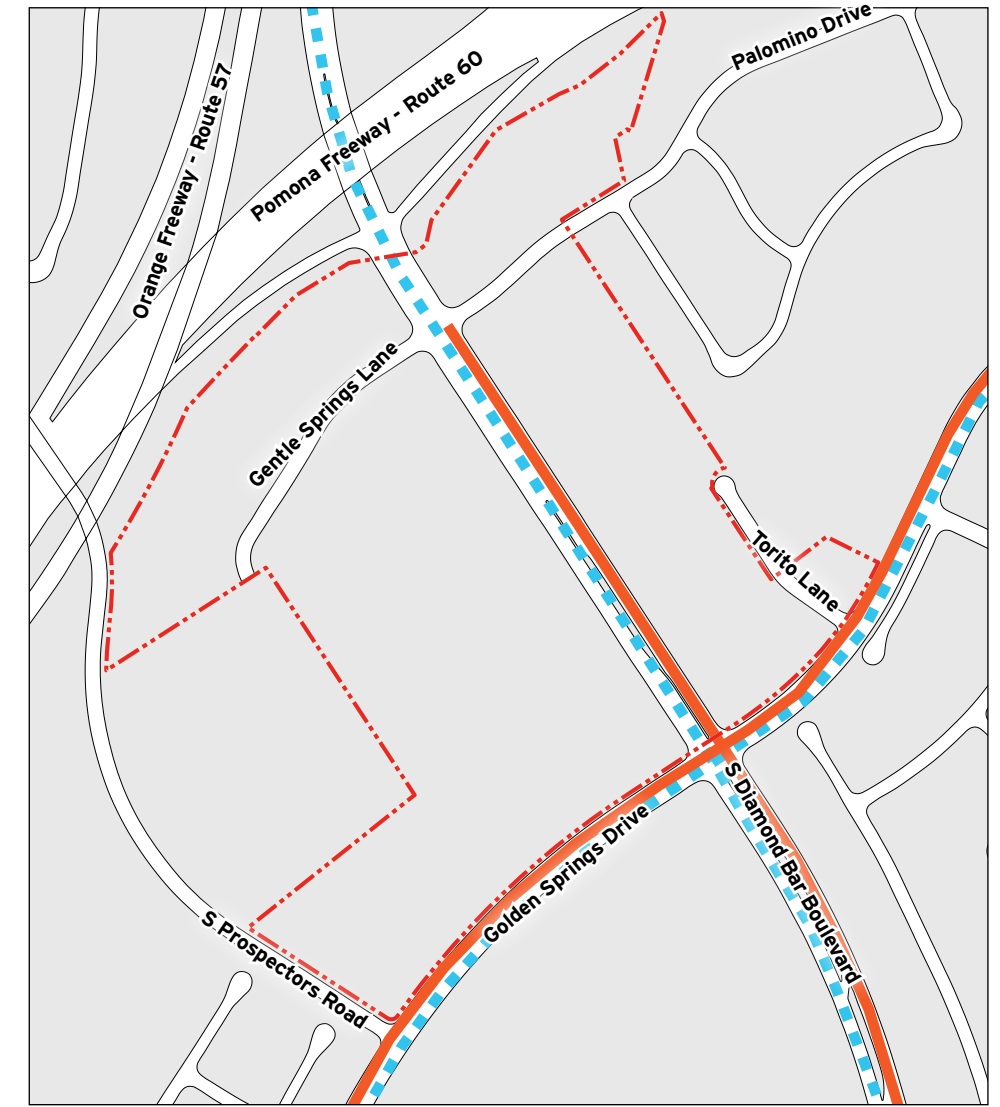 Palomino Drive
Pomona Freeway - Route 60
Orange Freeway - Route 57
Gentle Springs Lane
Torito Lane
S Diamond Bar Boulevard
Golden Springs Drive
S Prospectors Road